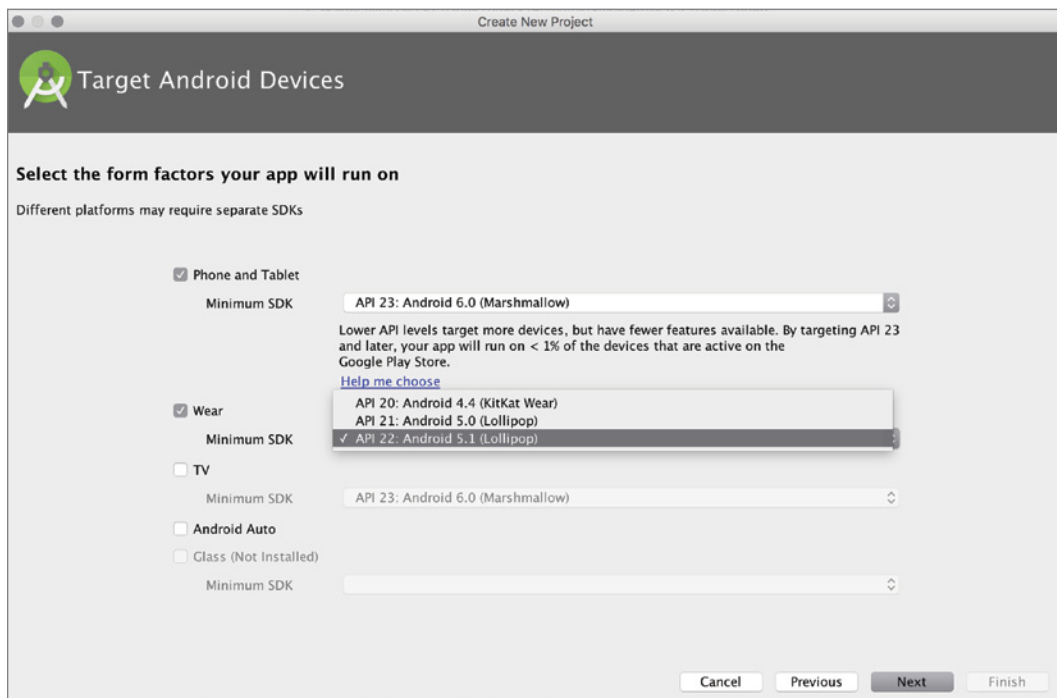 Create New Project
Target Android Devices
Select the form factors your app will run on
Different platforms may require separate SDKs
Phone and Tablet
Minimum SDK
API 23: Android 6.0 (Marshmallow)
Lower API levels target more devices, but have fewer features available. By targeting API 23
and later, your app will run on < 1% of the devices that are active on the
Google Play Store.
Help me choose
Wear
API 20: Android 4.4 (KitKat Wear)
API 21: Android 5.0 (Lollipop)
Minimum SDK
✓ API 22: Android 5.1 (Lollipop)
TV
Minimum SDK
API 23: Android 6.0 (Marshmallow)
Android Auto
Glass (Not Installed)
Minimum SDK
Cancel
Previous
Next
Finish